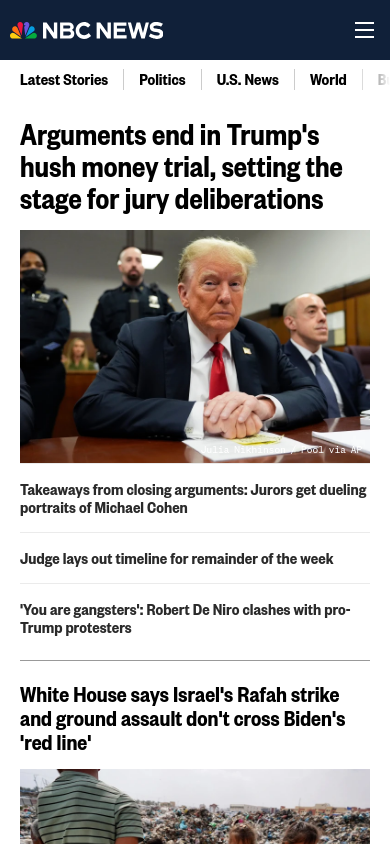 NBC NEWS
Latest Stories
Politics
U.S. News
World
Arguments end in Trump's
hush money trial, setting the
stage for jury deliberations
via AP
Takeaways from closing arguments: Jurors get dueling
portraits of Michael Cohen
Judge lays out timeline for remainder of the week
'You are gangsters': Robert De Niro clashes with pro-
Trump protesters
White House says Israel's Rafah strike
and ground assault don't cross Biden's
'red line'